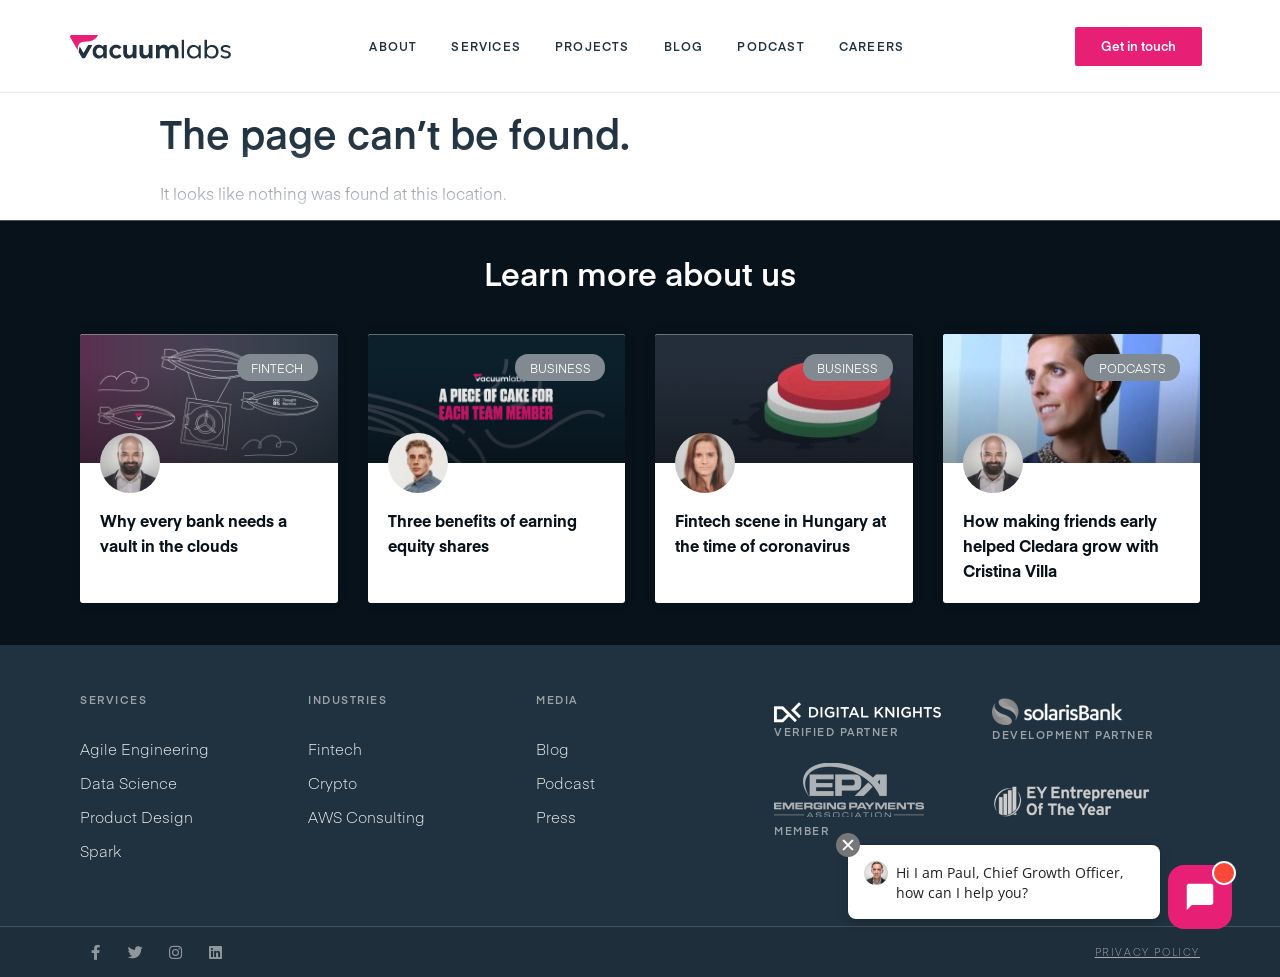 vacuumlabs
ABOUT SERVICES PROJECTS BLOG PODCAST CAREERS
Get in touch
The page can't be found.
It looks like nothing was found at this location.
Learn more about us
FINTECH
Why every bank needs a
vault in the clouds
BUSINESS
vacuumlabs
A PIECE OF CAKE FOR
EACH TEAM MEMBER
Three benefits of earning
equity shares
BUSINESS
Fintech scene in Hungary at
the time of coronavirus
PODCASTS
How making friends early
helped Cledara grow with
Cristina Villa
SERVICES
Agile Engineering
Data Science
Product Design
Spark
INDUSTRIES
Fintech
Crypto
AWS Consulting
MEDIA
Blog
Podcast
Press
DIGITAL KNIGHTS
VERIFIED PARTNER
solarisBank
DEVELOPMENT PARTNER
EPA
EMERGING PAYMENTS
ASSOCIATION
MEMBER
EY Entrepreneur
Of The Year
Hi I am Paul, Chief Growth Officer,
how can I help you?
PRIVACY POLICY